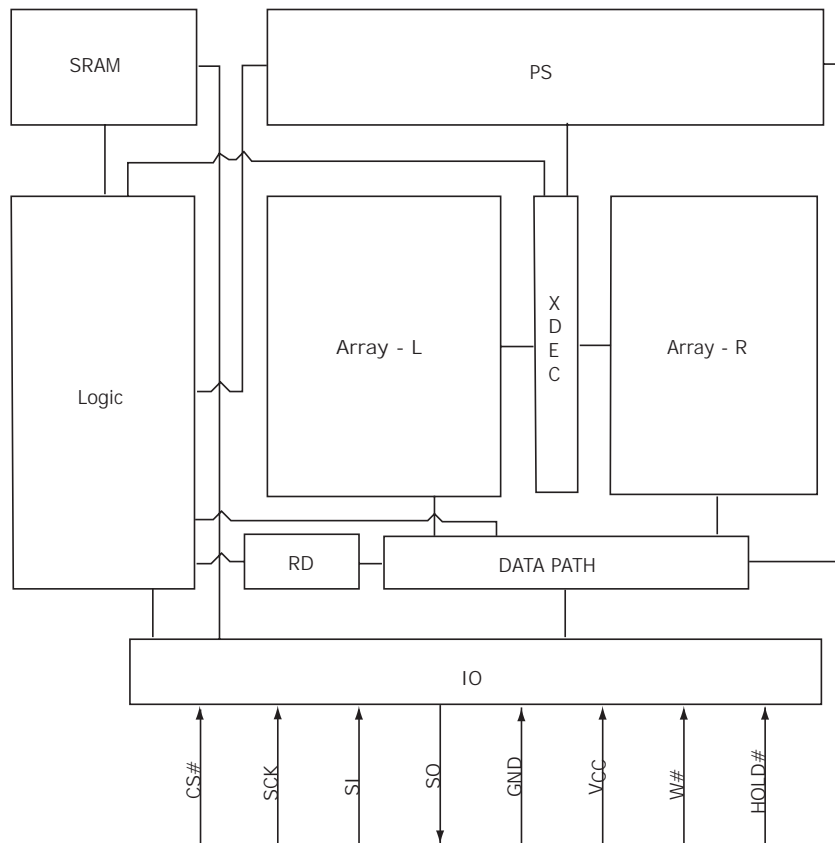 SRAM
PS
Logic
Array - L
X
D
E
C
Array - R
RD
DATA PATH
IO
CS#
SCK
SI
SO
GND
VCC
W#
HOLD#